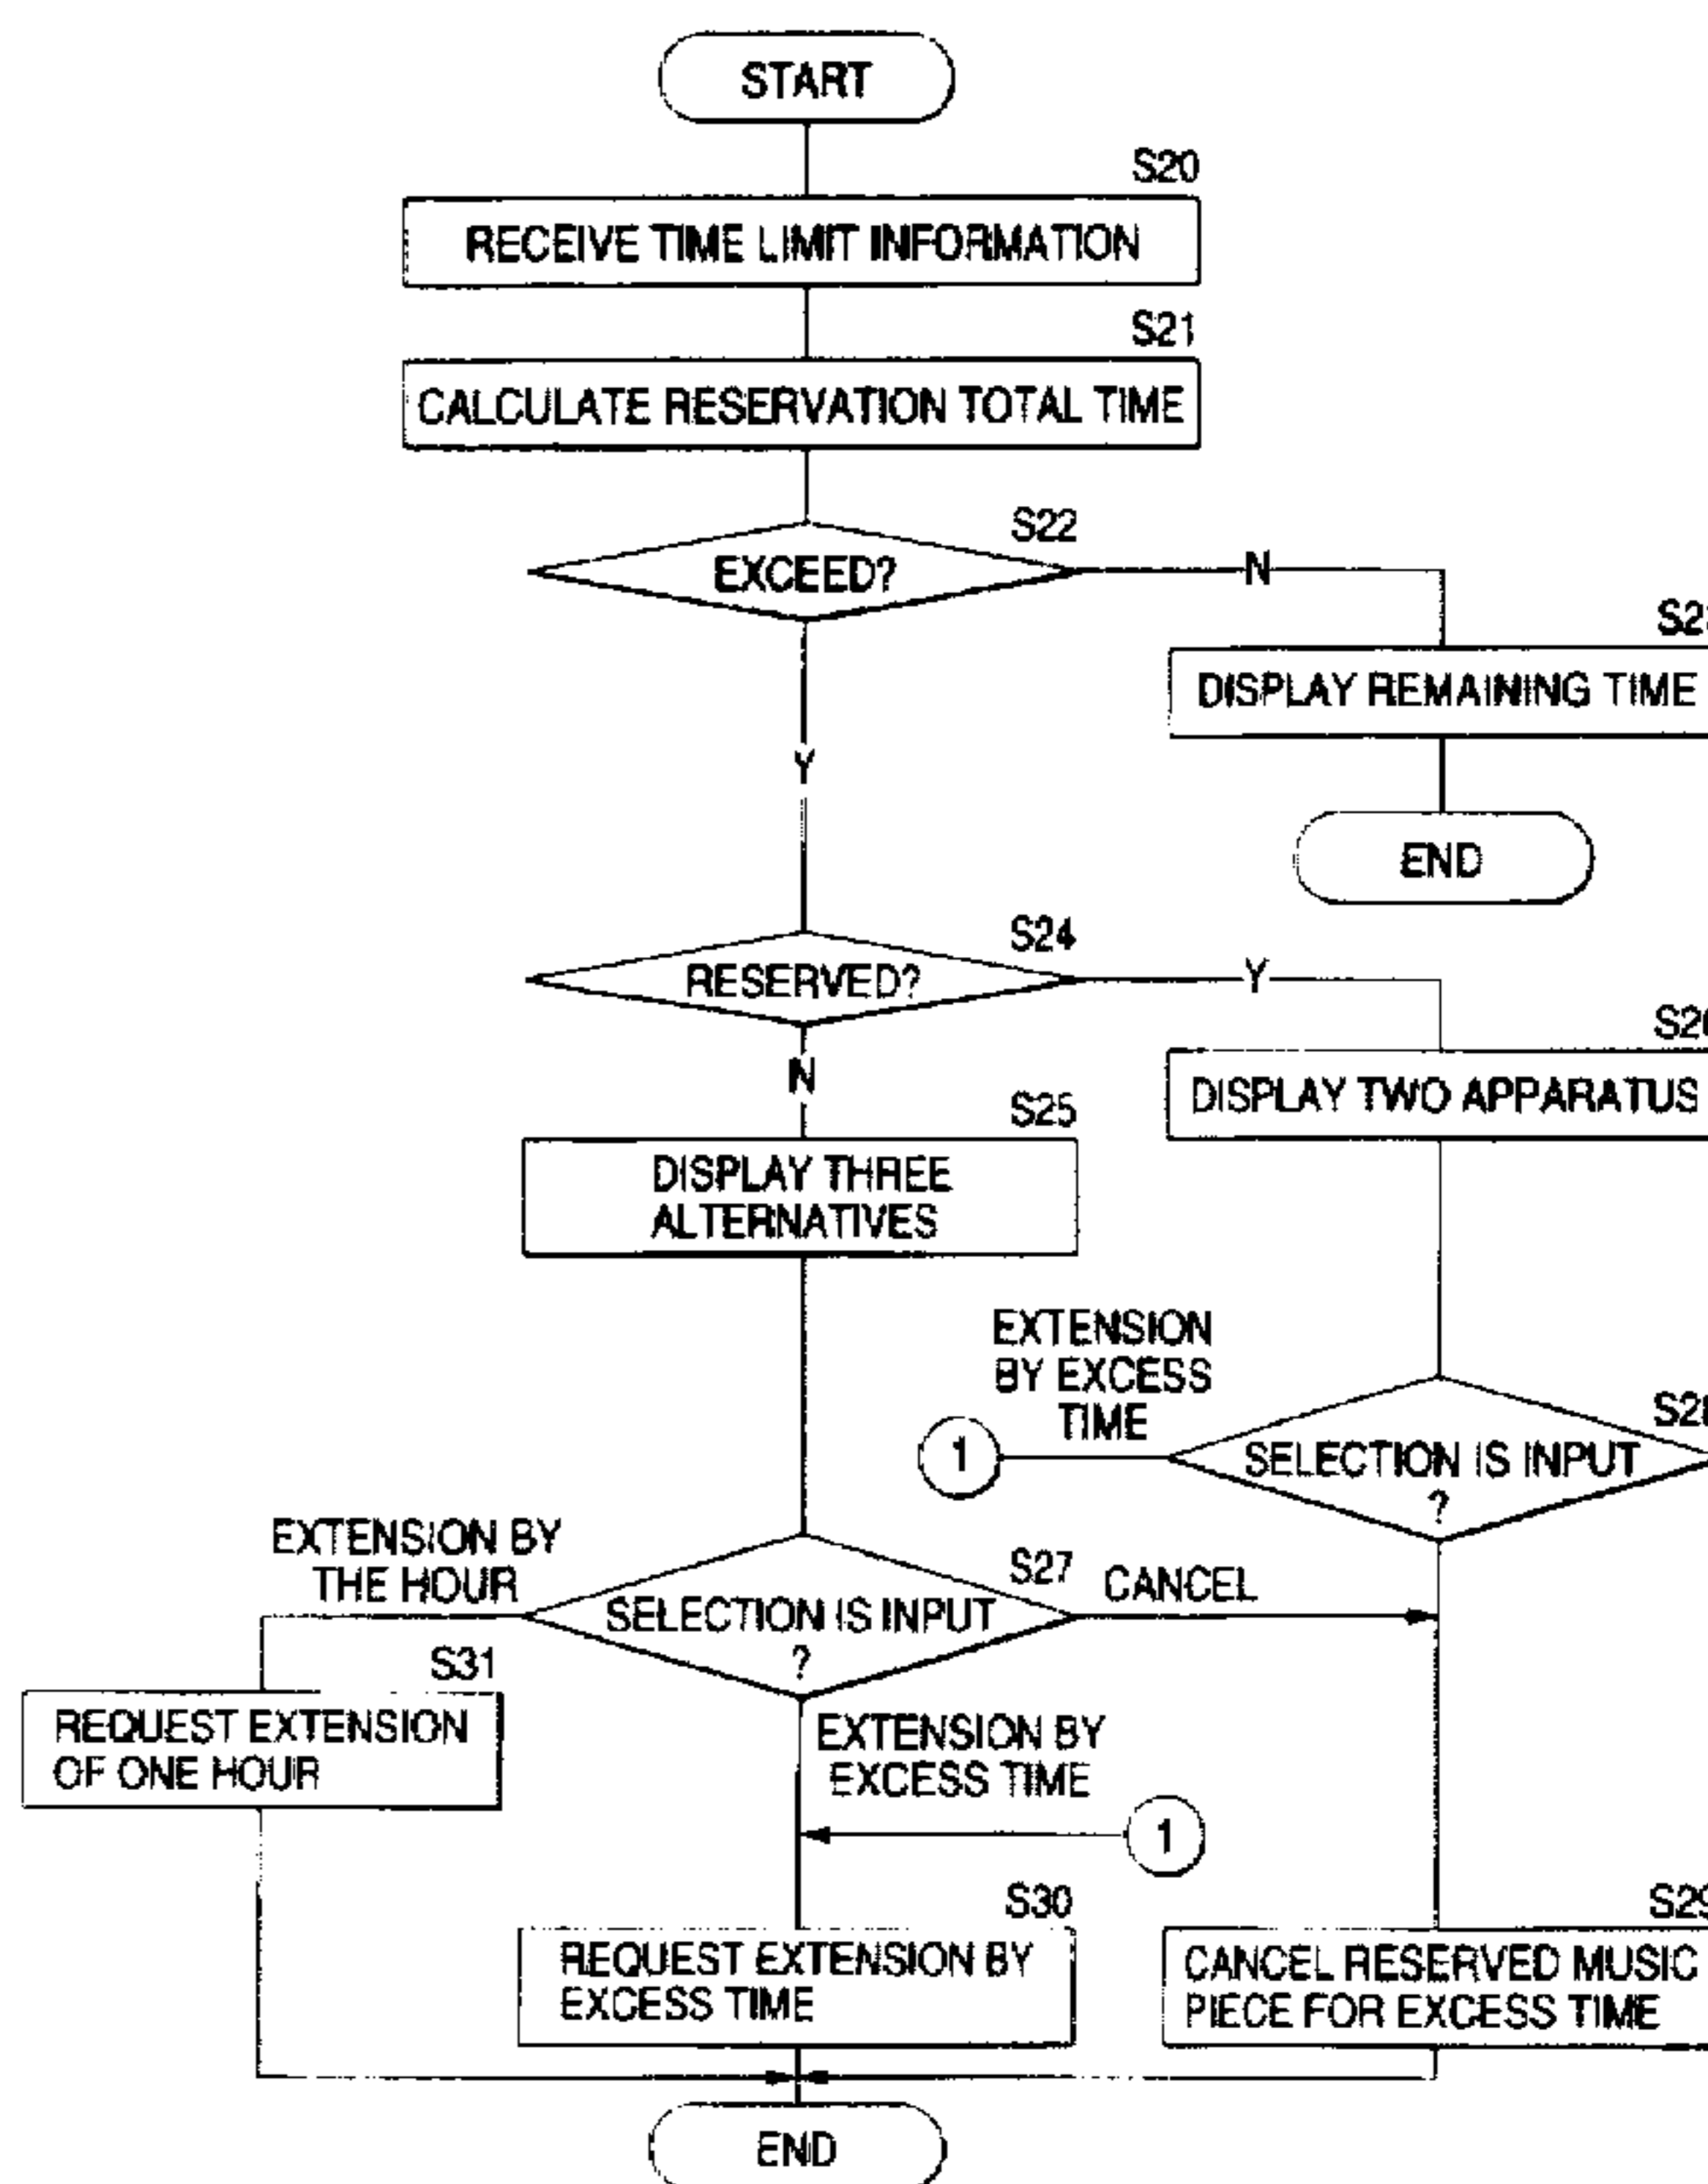 START
S20
RECEIVE TIME LIMIT INFORMATION
S21
CALCULATE RESERVATION TOTAL TIME
S22
EXCEED?
N
DISPLAY REMAINING TIME
Y
END
S24
RESERVED?
Y
N
DISPLAY TWO APPARATUS
S25
DISPLAY THREE
ALTERNATIVES
EXTENSION
BY EXCESS
TIME
1
SELECTION IS INPUT
?
EXTENSION BY
THE HOUR
S27
CANCEL
SELECTION IS INPUT
?
S31
REQUEST EXTENSION
OF ONE HOUR
EXTENSION BY
EXCESS TIME
1
S30
S29
REQUEST EXTENSION BY
EXCESS TIME
CANCEL RESERVED MUSIC
PIECE FOR EXCESS TIME
END